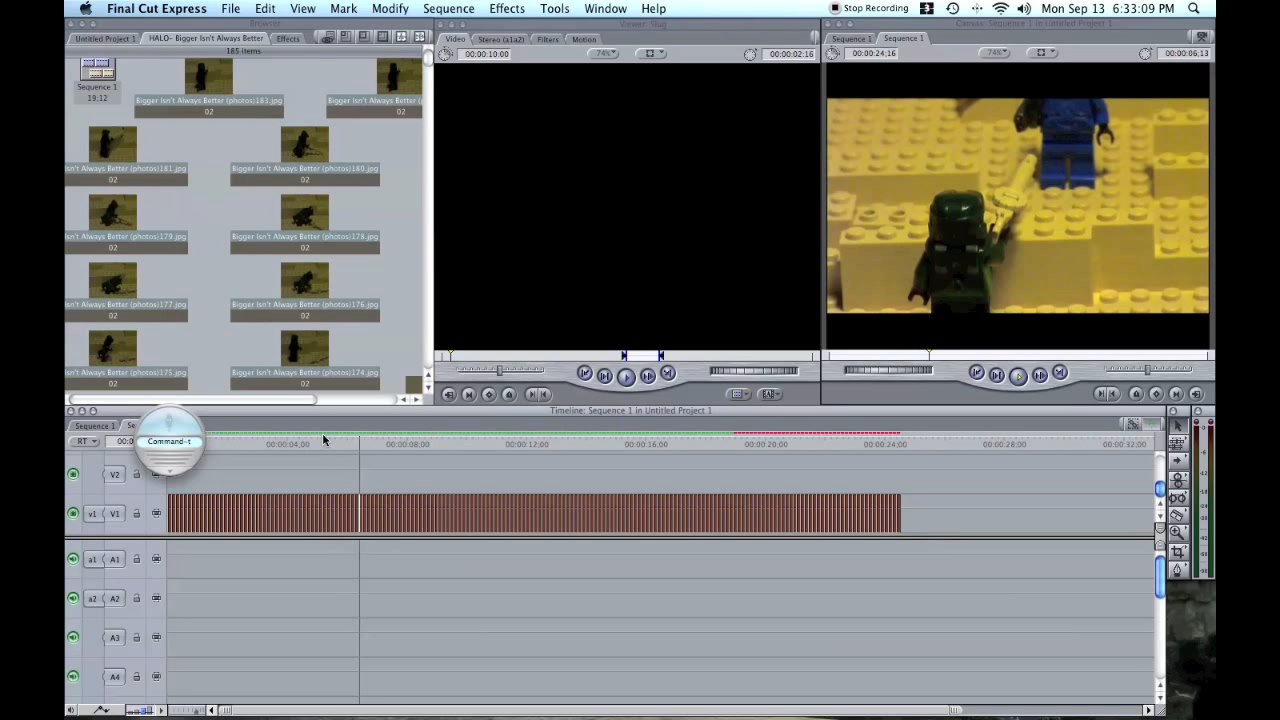 Final Cut Express File Edit View Mark Modify Sequence Effects Tools Window Help Stop Recording Mon Sep 13 6:33:09 PM
Browser
Untitled Project 1 HALO- Bigger Isn't Always Better Effects
185 items
Sequence 1
19:12
Bigger Isn't Always Better (photos)183.jpg
02
02
Isn't Always Better (photos)181.jpg
02
Bigger Isn't Always Better (photos)180.jpg
02
Isn't Always Better (photos)179.jpg
02
Bigger Isn't Always Better (photos)178.jpg
02
Isn't Always Better (photos)177.jpg
02
Bigger Isn't Always Better (photos)176.jpg
02
Isn't Always Better (photos)175.jpg
Bigger Isn't Always Better (photos)174.jpg
02
02
Viewer: Slug
Video Stereo (a1a2) Filters Motion
00:00:10;00 74% 00:00:02;16
Canvas: Sequence 1 in Untitled Project 1
Sequence 1 Sequence 1
00:00:24;16 74% 00:00:06;13
Timeline: Sequence 1 in Untitled Project 1
Sequence 1
Command-t
RT 00:00:04;00 00:00:08;00 00:00:12;00 00:00:16;00 00:00:20;00 00:00:24;00 00:00:28;00 00:00:32;00
V2
v1 V1
a1 A1
a2 A2
A3
A4